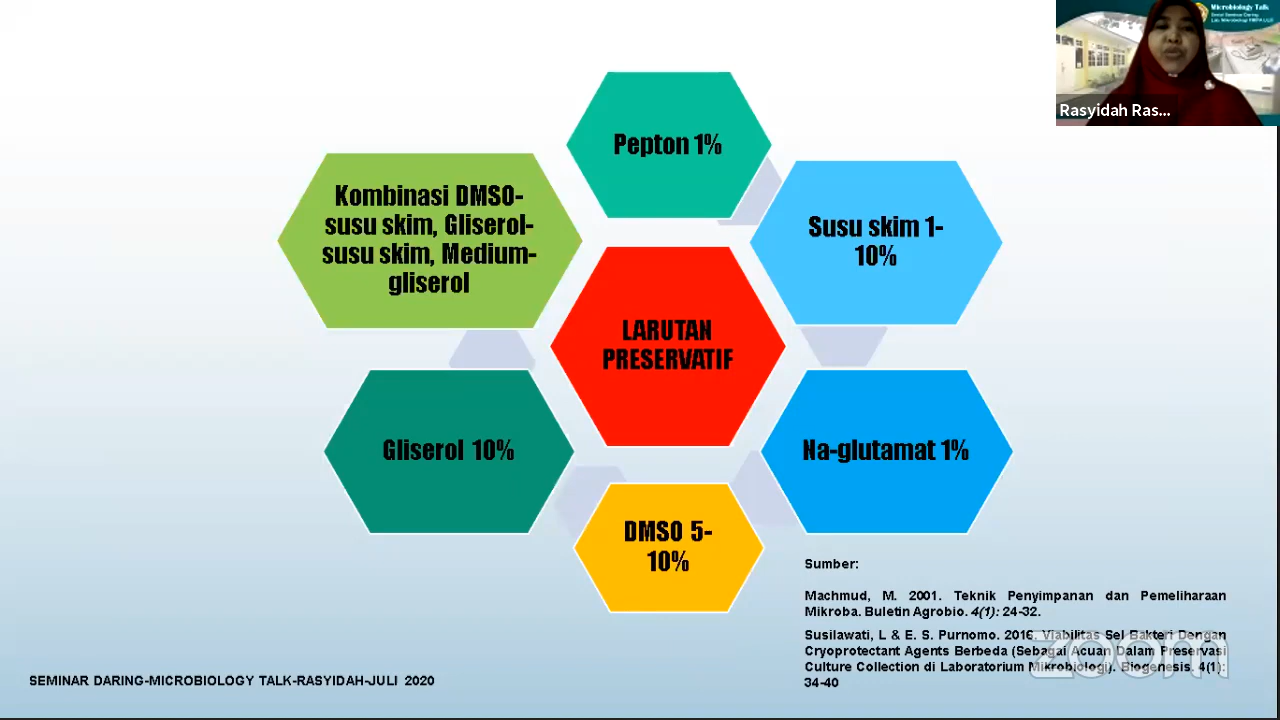 Microbiology Talk
Rasyidah Ras...
Pepton 1%
Kombinasi DMSO-
susu skim, Gliserol-
susu skim, Medium-
gliserol
Susu skim 1-
10%
LARUTAN
PRESERVATIF
Gliserol 10%
Na-glutamat 1%
DMSO 5-
10%
Sumber:
Machmud, M. 2001. Teknik Penyimpanan dan Pemeliharaan
Mikroba. Buletin Agrobio. 4(1): 24-32.
Susilawati, L & E. S. Purnomo. 2016. Viabilitas Sel Bakteri Dengan
Cryoprotectant Agents Berbeda (Sebagai Acuan Dalam Preservasi
Culture Collection di Laboratorium Mikrobiologi). Biogenesis. 4(1):
34-40
zoom
SEMINAR DARING-MICROBIOLOGY TALK-RASYIDAH-JULI 2020